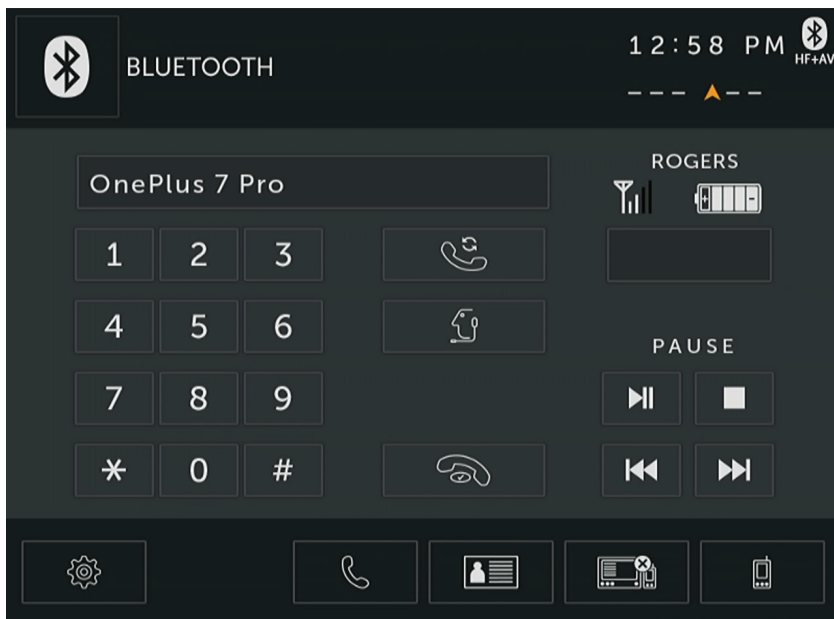 BLUETOOTH
12:58 PM
HF+AV
--- --
OnePlus 7 Pro
ROGERS
1 2 3
4 5 6
PAUSE
7 8 9
* 0 #